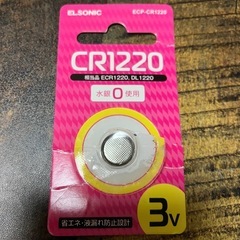 ELSONIC ECP-CR1220
CR1220
相当品 ECR1220, DL1220
水銀0使用
省エネ・液漏れ防止設計
3V